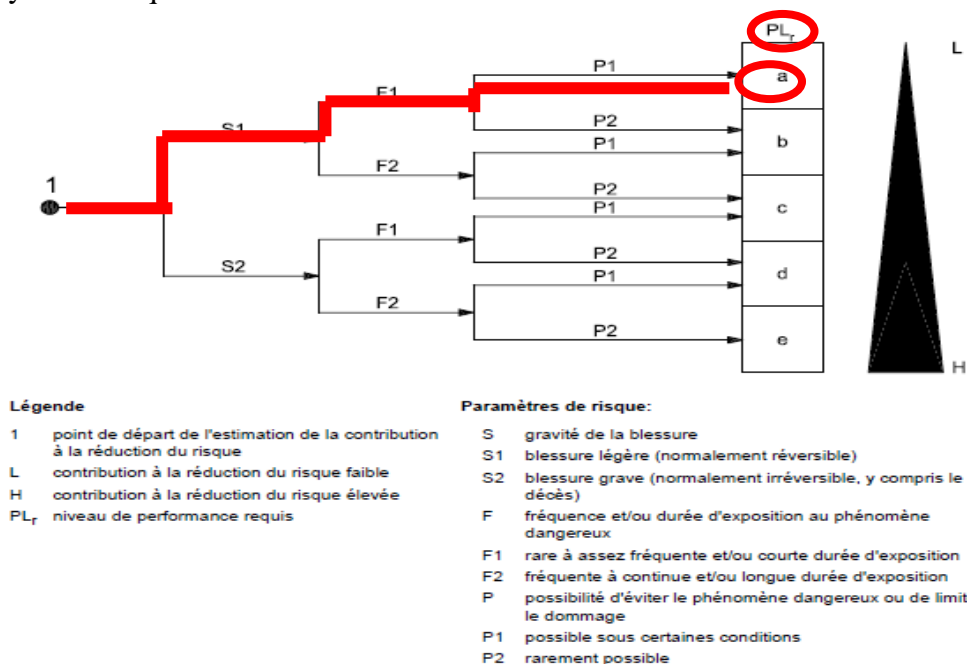 PLr
L
P1
a
F1
P2
S1
b
P1
F2
1
P2
c
P1
F1
S2
P2
d
P1
F2
P2
e
H
Légende
1 point de départ de l'estimation de la contribution
à la réduction du risque
L contribution à la réduction du risque faible
H contribution à la réduction du risque élevée
PLr niveau de performance requis
Paramètres de risque:
S gravité de la blessure
S1 blessure légère (normalement réversible)
S2 blessure grave (normalement irréversible, y compris le
décès)
F fréquence et/ou durée d'exposition au phénomène
dangereux
F1 rare à assez fréquente et/ou courte durée d'exposition
F2 fréquente à continue et/ou longue durée d'exposition
P possibilité d'éviter le phénomène dangereux ou de limit
le dommage
P1 possible sous certaines conditions
P2 rarement possible